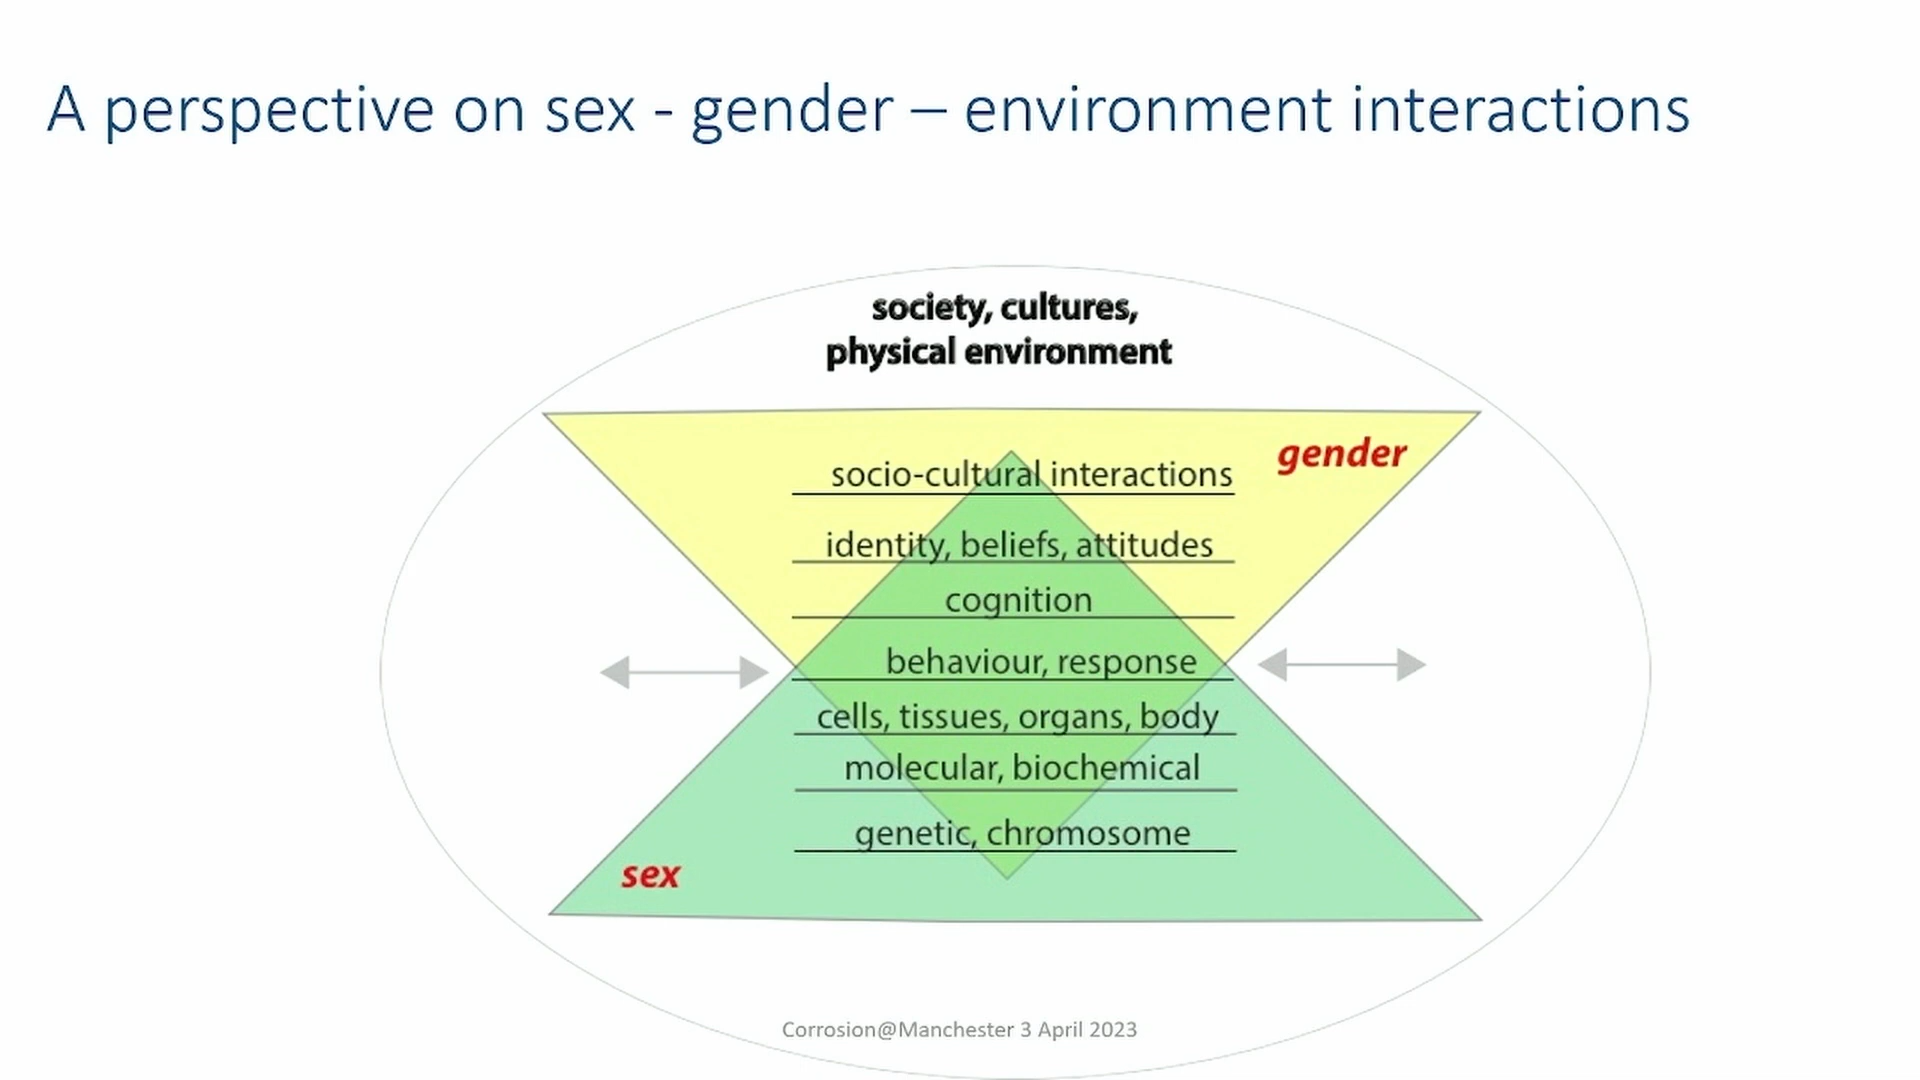 A perspective on sex - gender – environment interactions
society, cultures,
physical environment
gender
socio-cultural interactions
identity, beliefs, attitudes
cognition
behaviour, response
cells, tissues, organs, body
molecular, biochemical
genetic, chromosome
sex
Corrosion@Manchester 3 April 2023